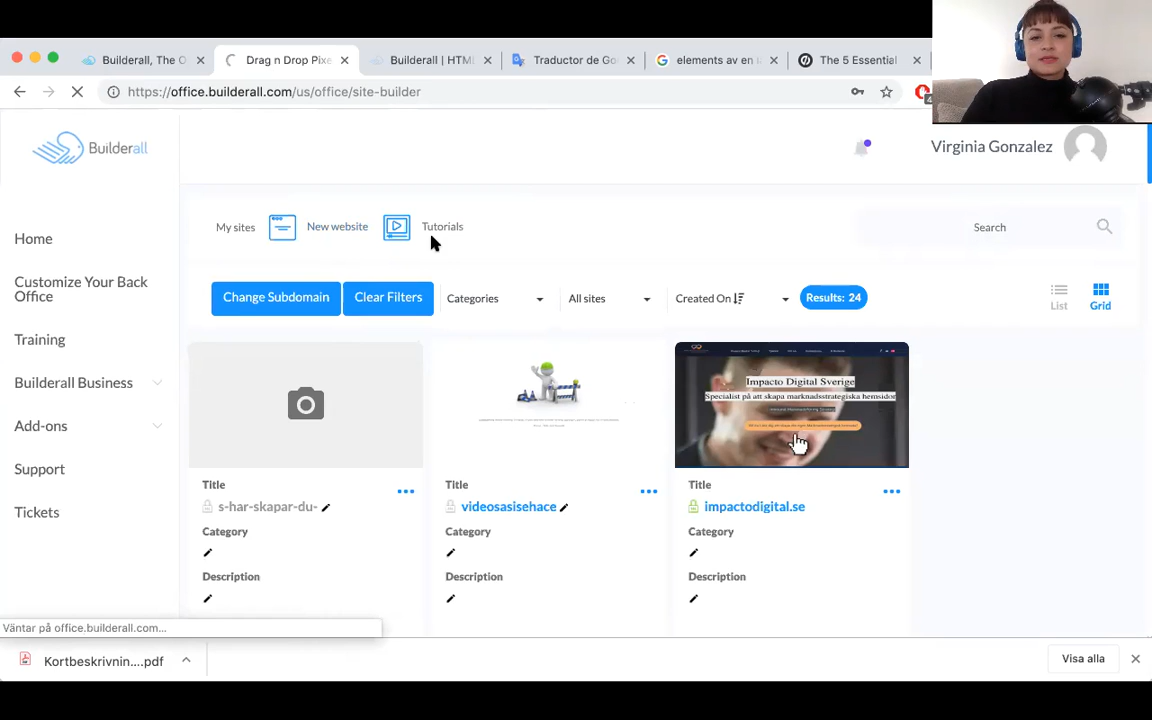 Builderall, The O
Drag n Drop Pixe
Builderall | HTM
Traductor de Go
elements av en
The 5 Essential
https://office.builderall.com/us/office/site-builder
Builderall
Virginia Gonzalez
Home
Customize Your Back
Office
Training
Builderall Business
Add-ons
Support
Tickets
My sites
New website
Tutorials
Search
Change Subdomain
Clear Filters
Categories
All sites
Created On
Results: 24
List
Grid
Impacto Digital Sverige
Specialist på att skapa marknadsstrategiska hemsidor
Title
s-har-skapar-du-
Category
Description
Title
videosasisehace
Category
Description
Title
impactodigital.se
Category
Description
Väntar på office.builderall.com...
Kortbeskrivnin....pdf
Visa alla